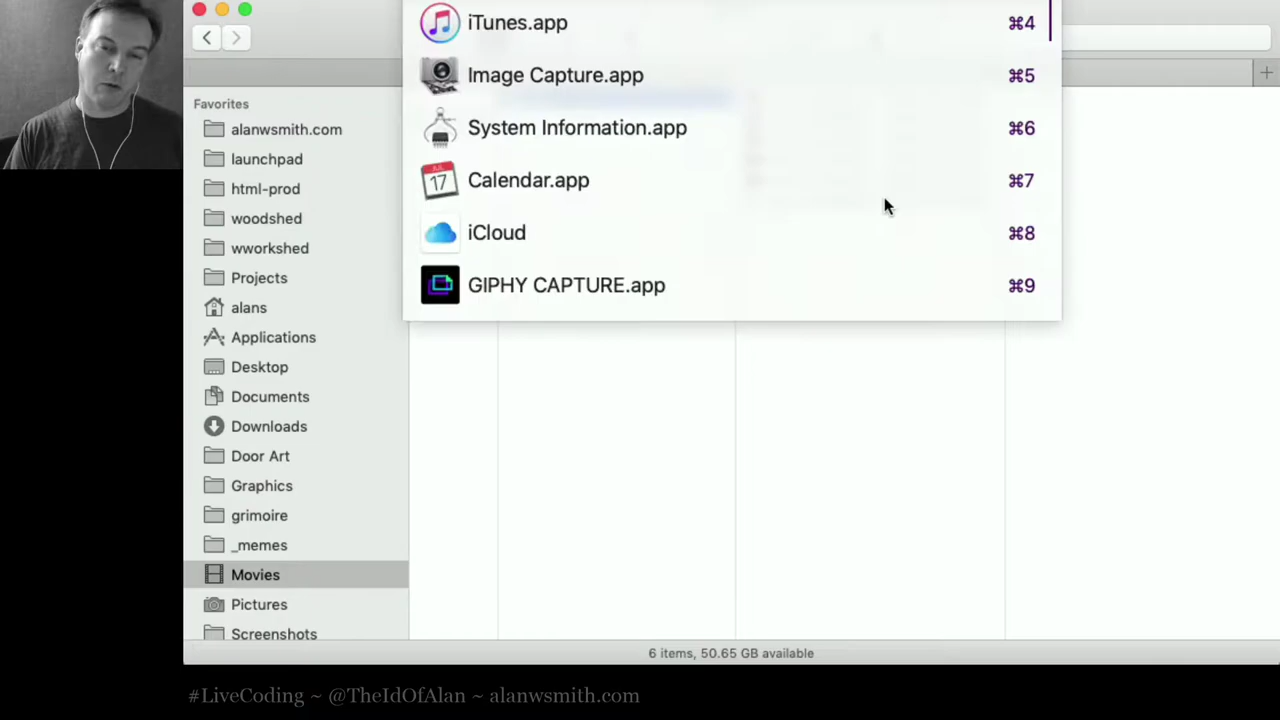 iTunes.app ⌘4
Image Capture.app ⌘5
System Information.app ⌘6
JUL
17
Calendar.app ⌘7
iCloud ⌘8
GIPHY CAPTURE.app ⌘9
Favorites
alanwsmith.com
launchpad
html-prod
woodshed
wworkshed
Projects
alans
Applications
Desktop
Documents
Downloads
Door Art
Graphics
grimoire
_memes
Movies
Pictures
Screenshots
6 items, 50.65 GB available
#LiveCoding ~ @TheIdOfAlan ~ alanwsmith.com